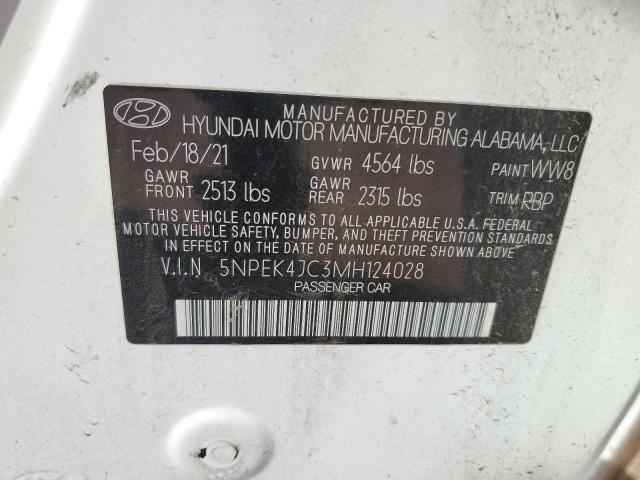 MANUFACTURED BY
HYUNDAI MOTOR MANUFACTURING ALABAMA, LLC
Feb/18/21 GVWR 4564 lbs PAINT WW8
GAWR FRONT 2513 lbs GAWR REAR 2315 lbs TRIM RBP
THIS VEHICLE CONFORMS TO ALL APPLICABLE U.S.A. FEDERAL
MOTOR VEHICLE SAFETY, BUMPER, AND THEFT PREVENTION STANDARDS
IN EFFECT ON THE DATE OF MANUFACTURE SHOWN ABOVE
V.I.N 5NPEK4JC3MH124028
PASSENGER CAR